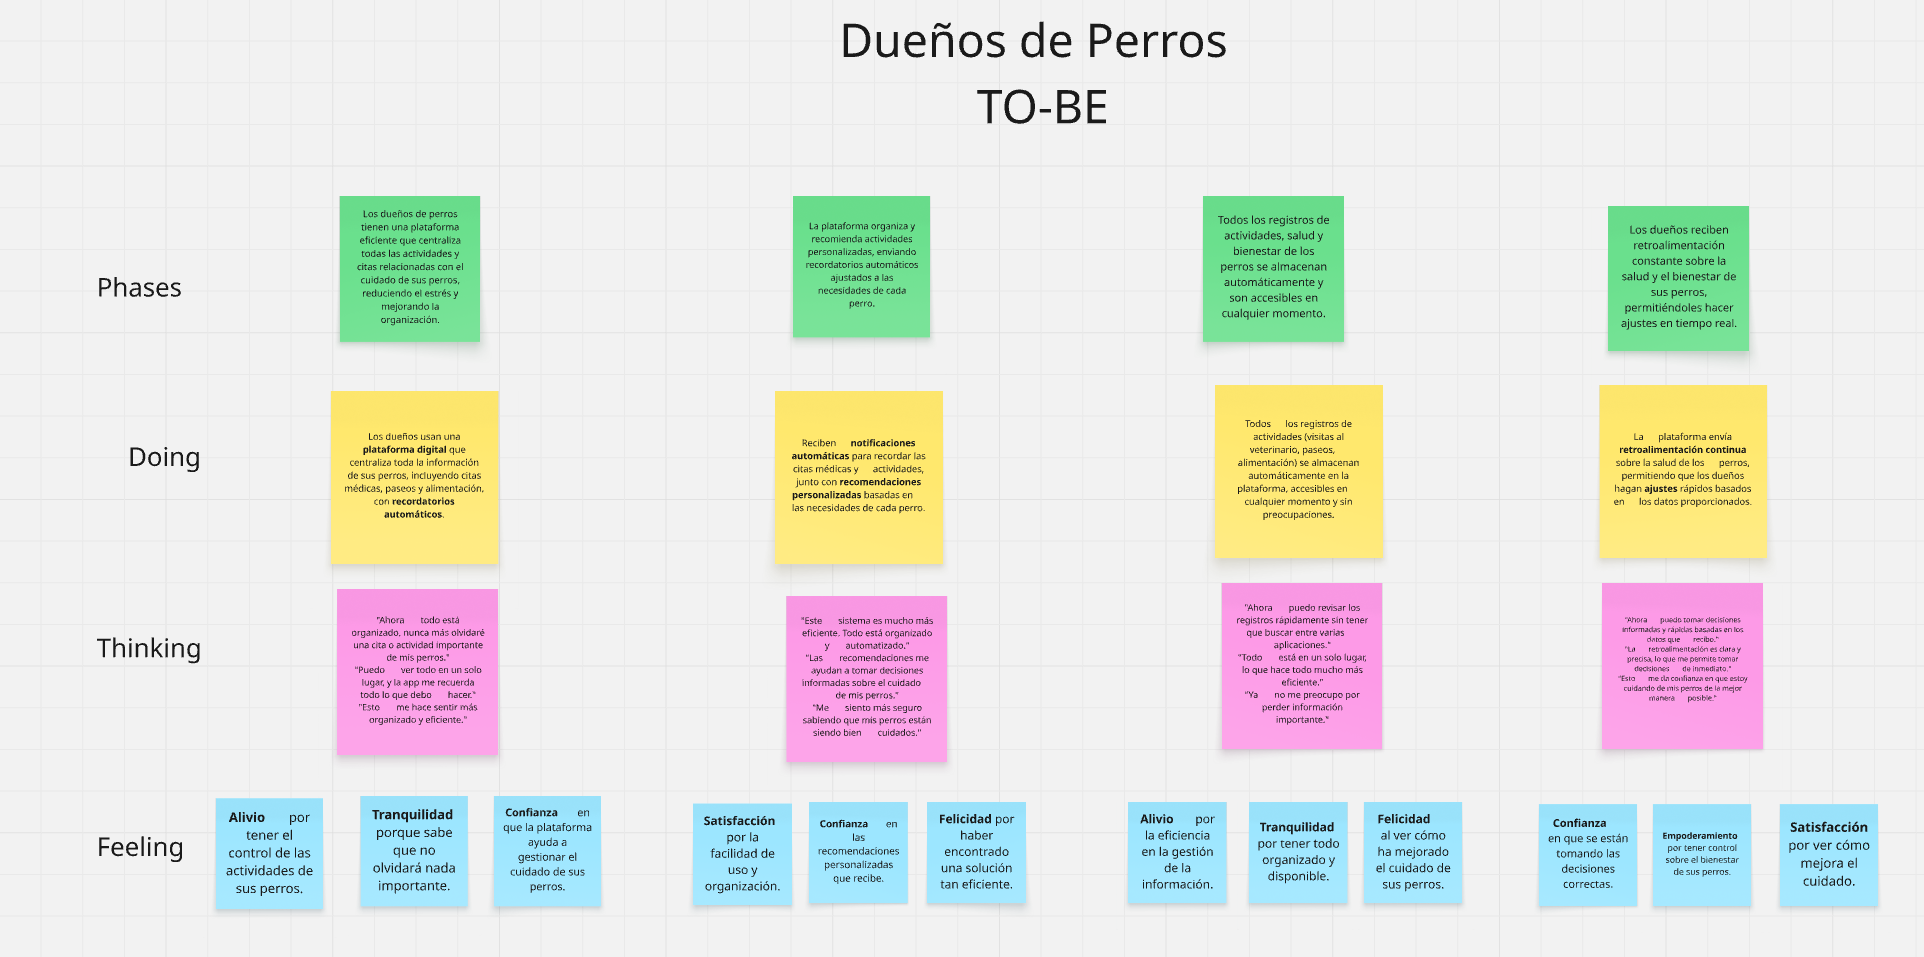 Dueños de Perros
TO-BE
Phases
Los dueños de perros
tienen una plataforma
eficiente que centraliza
todas las actividades y
citas relacionadas con el
cuidado de sus perros,
reduciendo el estrés y
mejorando la
organización.
La plataforma organiza y
recomienda actividades
personalizadas, enviando
recordatorios automáticos
ajustados a las
necesidades de cada
perro.
Todos los registros de
actividades, salud y
bienestar de los
perros se almacenan
automáticamente y
son accesibles en
cualquier momento.
Los dueños reciben
retroalimentación
constante sobre la
salud y el bienestar de
sus perros,
permitiéndoles hacer
ajustes en tiempo real.
Doing
Los dueños usan una
plataforma digital que
centraliza toda la información
de sus perros, incluyendo citas
médicas, paseos y alimentación,
con recordatorios
automáticos.
Reciben notificaciones
automáticas para recordar las
citas médicas y actividades,
junto con recomendaciones
personalizadas basadas en
las necesidades de cada perro.
Todos los registros de
actividades (visitas al
veterinario, paseos,
alimentación) se almacenan
automáticamente en la
plataforma, accesibles en
cualquier momento y sin
preocupaciones.
La plataforma envía
retroalimentación continua
sobre la salud de los perros,
permitiendo que los dueños
hagan ajustes rápidos basados
en los datos proporcionados.
Thinking
"Ahora todo está
organizado, nunca más olvidaré
una cita o actividad importante
de mis perros."
"Puedo ver todo en un solo
lugar, y la app me recuerda
todo lo que debo hacer."
"Esto me hace sentir más
organizado y eficiente."
"Este sistema es mucho más
eficiente. Todo está organizado
y automatizado."
"Las recomendaciones me
ayudan a tomar decisiones
informadas sobre el cuidado
de mis perros."
"Me siento más seguro
sabiendo que mis perros están
siendo bien cuidados."
"Ahora puedo revisar los
registros rápidamente sin tener
que buscar entre varias
aplicaciones."
"Todo está en un solo lugar,
lo que hace todo mucho más
eficiente."
"Ya no me preocupo por
perder información
importante."
"Ahora puedo tomar decisiones
informadas y rápidas basadas en los
datos que recibo."
"La retroalimentación es clara y
precisa, lo que me permite tomar
decisiones de inmediato."
"Esto me da confianza en que estoy
cuidando de mis perros de la mejor
manera posible."
Feeling
Alivio por
tener el
control de las
actividades de
sus perros.
Tranquilidad
porque sabe
que no
olvidará nada
importante.
Confianza en
que la plataforma
ayuda a
gestionar el
cuidado de sus
perros.
Satisfacción
por la
facilidad de
uso y
organización.
Confianza en
las
recomendaciones
personalizadas
que recibe.
Felicidad por
haber
encontrado
una solución
tan eficiente.
Alivio por
la eficiencia
en la gestión
de la
información.
Tranquilidad
por tener todo
organizado y
disponible.
Felicidad
al ver cómo
ha mejorado
el cuidado de
sus perros.
Confianza
en que se están
tomando las
decisiones
correctas.
Empoderamiento
por tener control
sobre el bienestar
de sus perros.
Satisfacción
por ver cómo
mejora el
cuidado.